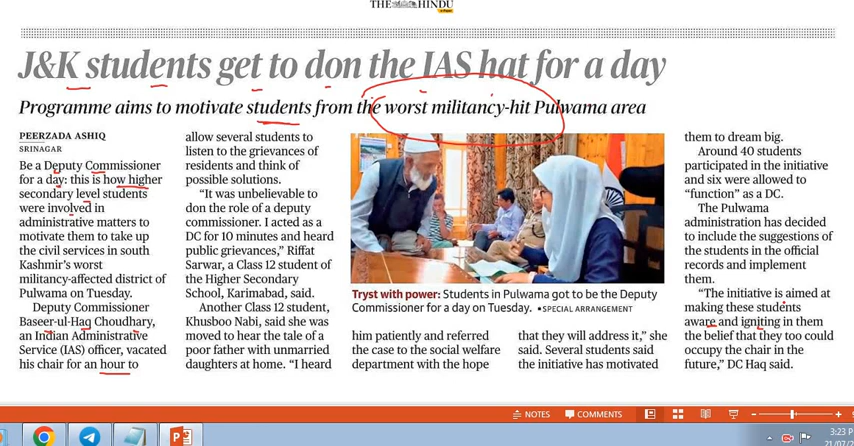 THE HINDU
J&K students get to don the IAS hat for a day
Programme aims to motivate students from the worst militancy-hit Pulwama area
PEERZADA ASHIQ
SRINAGAR
Be a Deputy Commissioner
for a day: this is how higher
secondary level students
were involved in
administrative matters to
motivate them to take up
the civil services in south
Kashmir's worst
militancy-affected district of
Pulwama on Tuesday.
Deputy Commissioner
Baseer-ul-Haq Choudhary,
an Indian Administrative
Service (IAS) officer, vacated
his chair for an hour to
allow several students to
listen to the grievances of
residents and think of
possible solutions.
"It was unbelievable to
don the role of a deputy
commissioner. I acted as a
DC for 10 minutes and heard
public grievances," Riffat
Sarwar, a Class 12 student of
the Higher Secondary
School, Karimabad, said.
Another Class 12 student,
Khusboo Nabi, said she was
moved to hear the tale of a
poor father with unmarried
daughters at home. "I heard
Tryst with power: Students in Pulwama got to be the Deputy
Commissioner for a day on Tuesday. •SPECIAL ARRANGEMENT
him patiently and referred
the case to the social welfare
department with the hope
that they will address it," she
said. Several students said
the initiative has motivated
them to dream big.
Around 40 students
participated in the initiative
and six were allowed to
"function" as a DC.
The Pulwama
administration has decided
to include the suggestions of
the students in the official
records and implement
them.
"The initiative is aimed at
making these students
aware and igniting in them
the belief that they too could
occupy the chair in the
future," DC Haq said.
NOTES COMMENTS
3:23 P
21/07/2